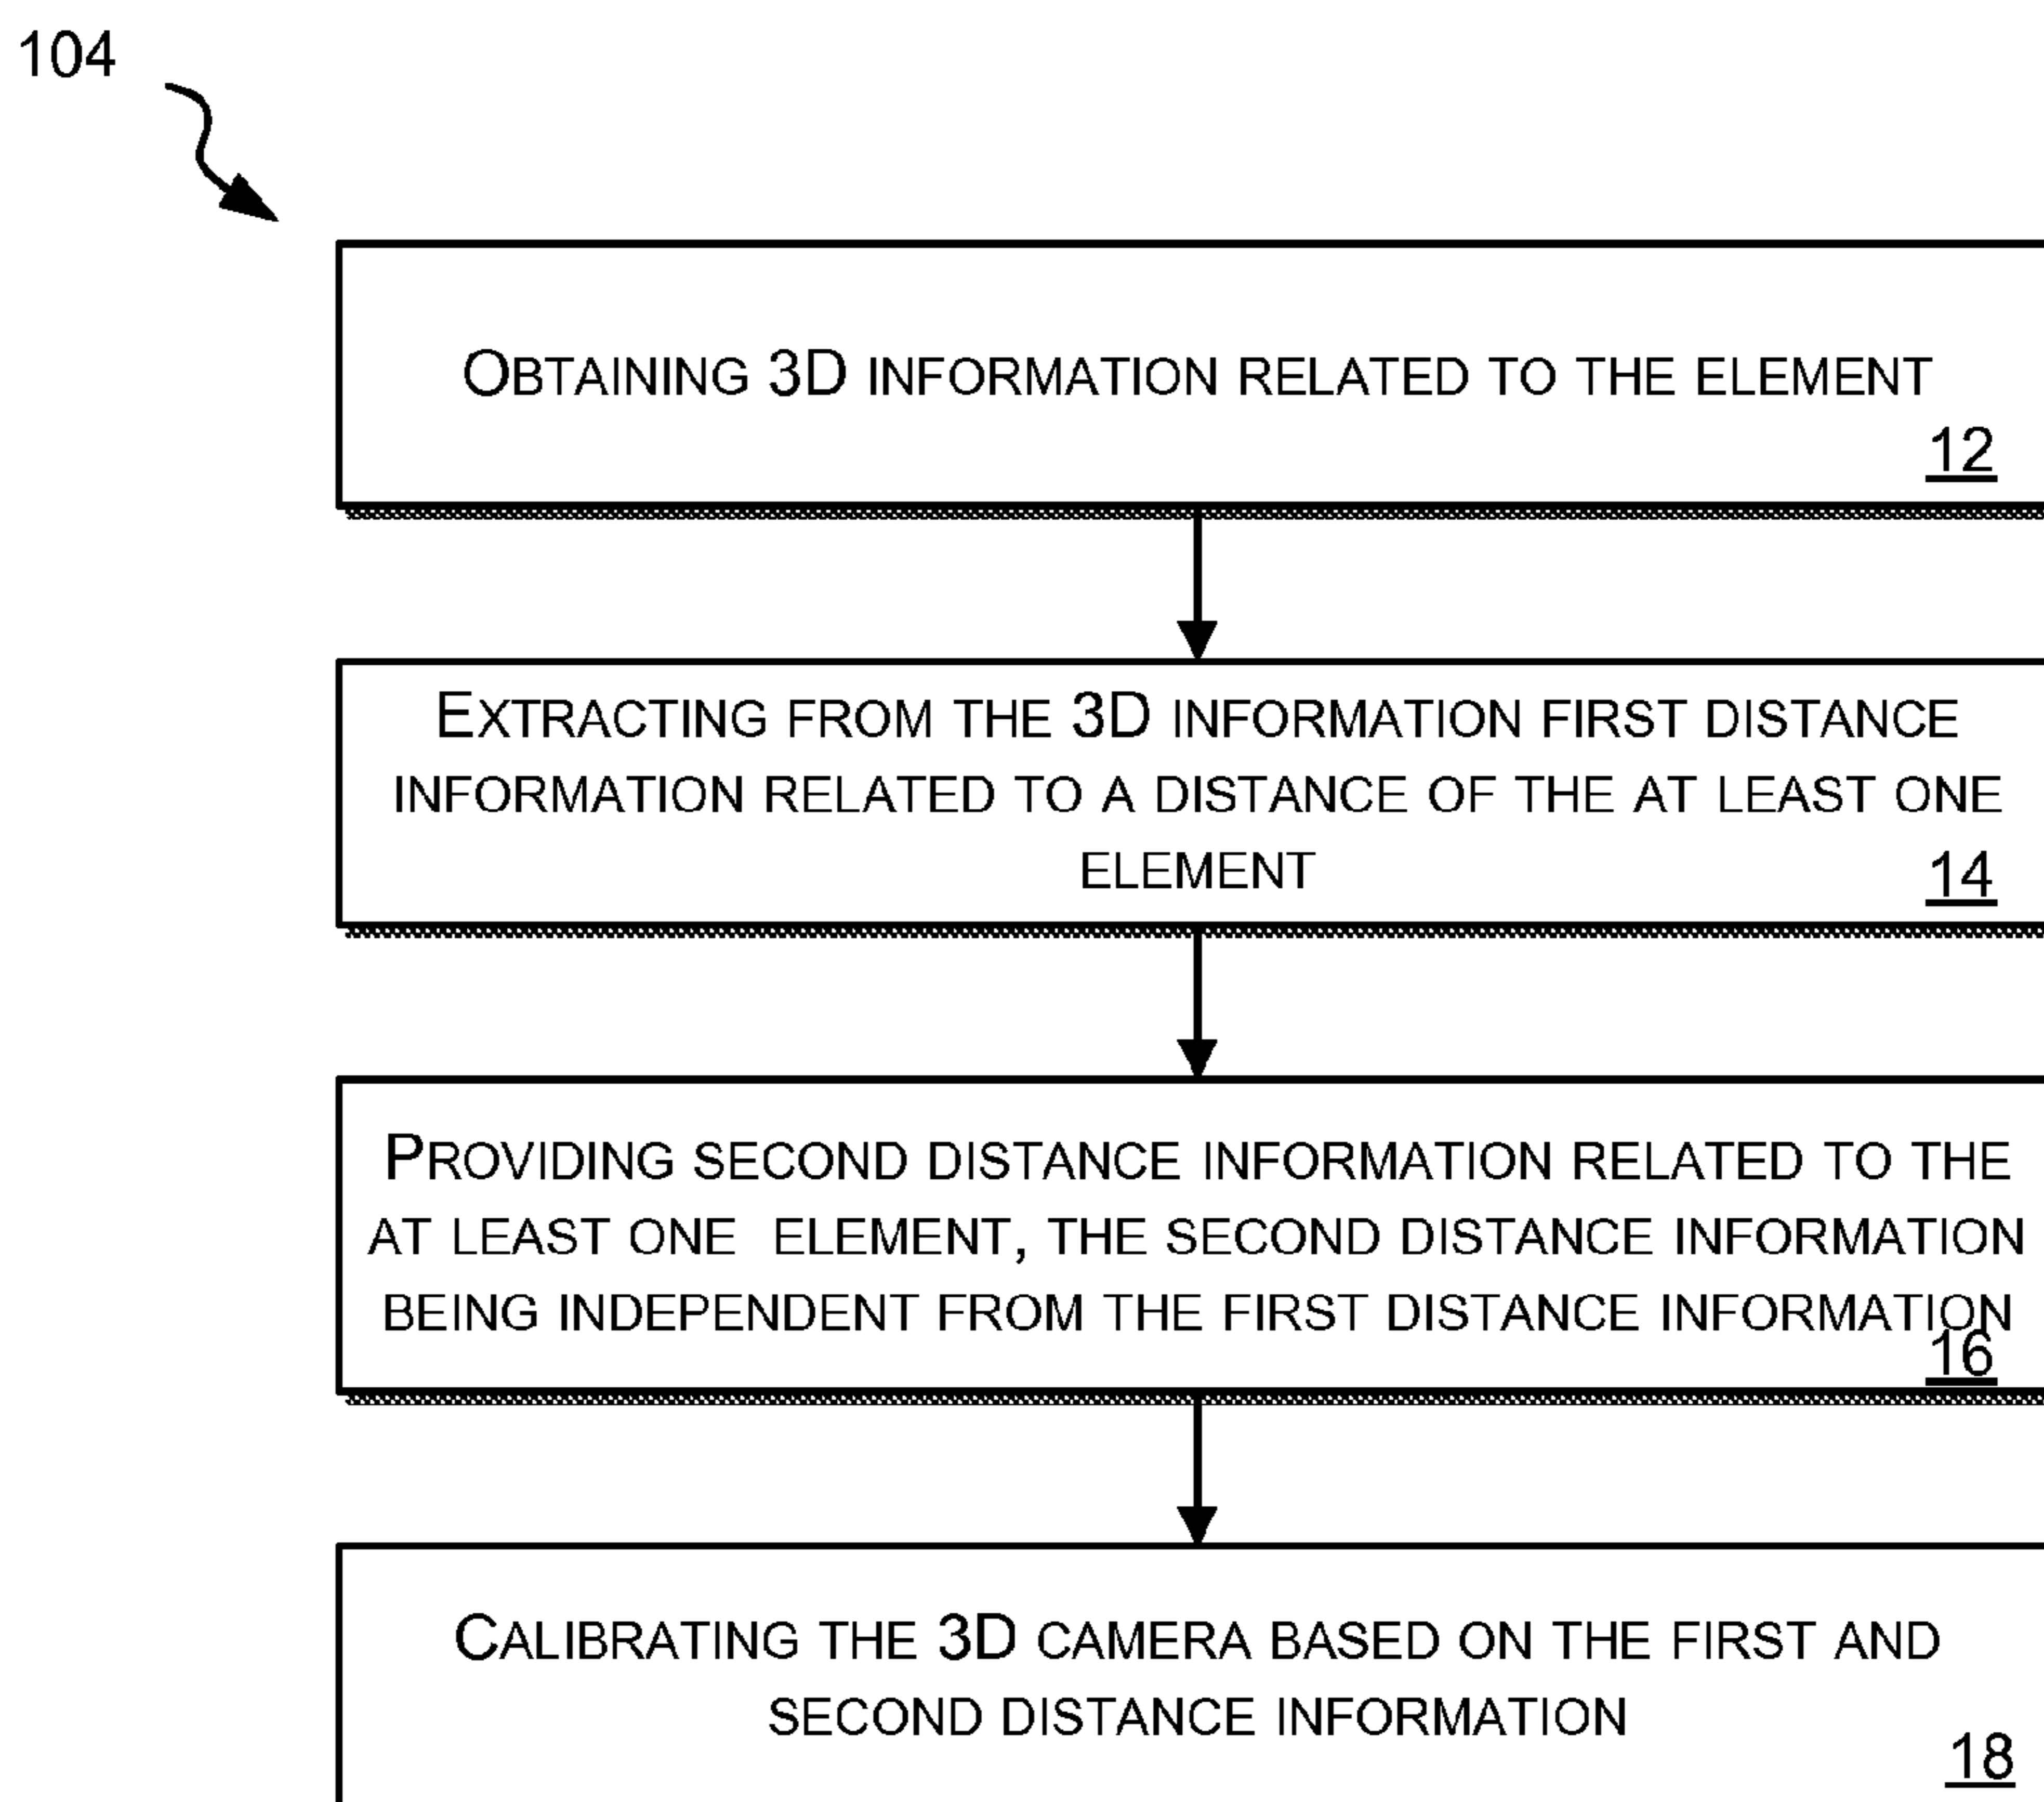 104
OBTAINING 3D INFORMATION RELATED TO THE ELEMENT
12
EXTRACTING FROM THE 3D INFORMATION FIRST DISTANCE
INFORMATION RELATED TO A DISTANCE OF THE AT LEAST ONE
ELEMENT
14
PROVIDING SECOND DISTANCE INFORMATION RELATED TO THE
AT LEAST ONE ELEMENT, THE SECOND DISTANCE INFORMATION
BEING INDEPENDENT FROM THE FIRST DISTANCE INFORMATION
16
CALIBRATING THE 3D CAMERA BASED ON THE FIRST AND
SECOND DISTANCE INFORMATION
18